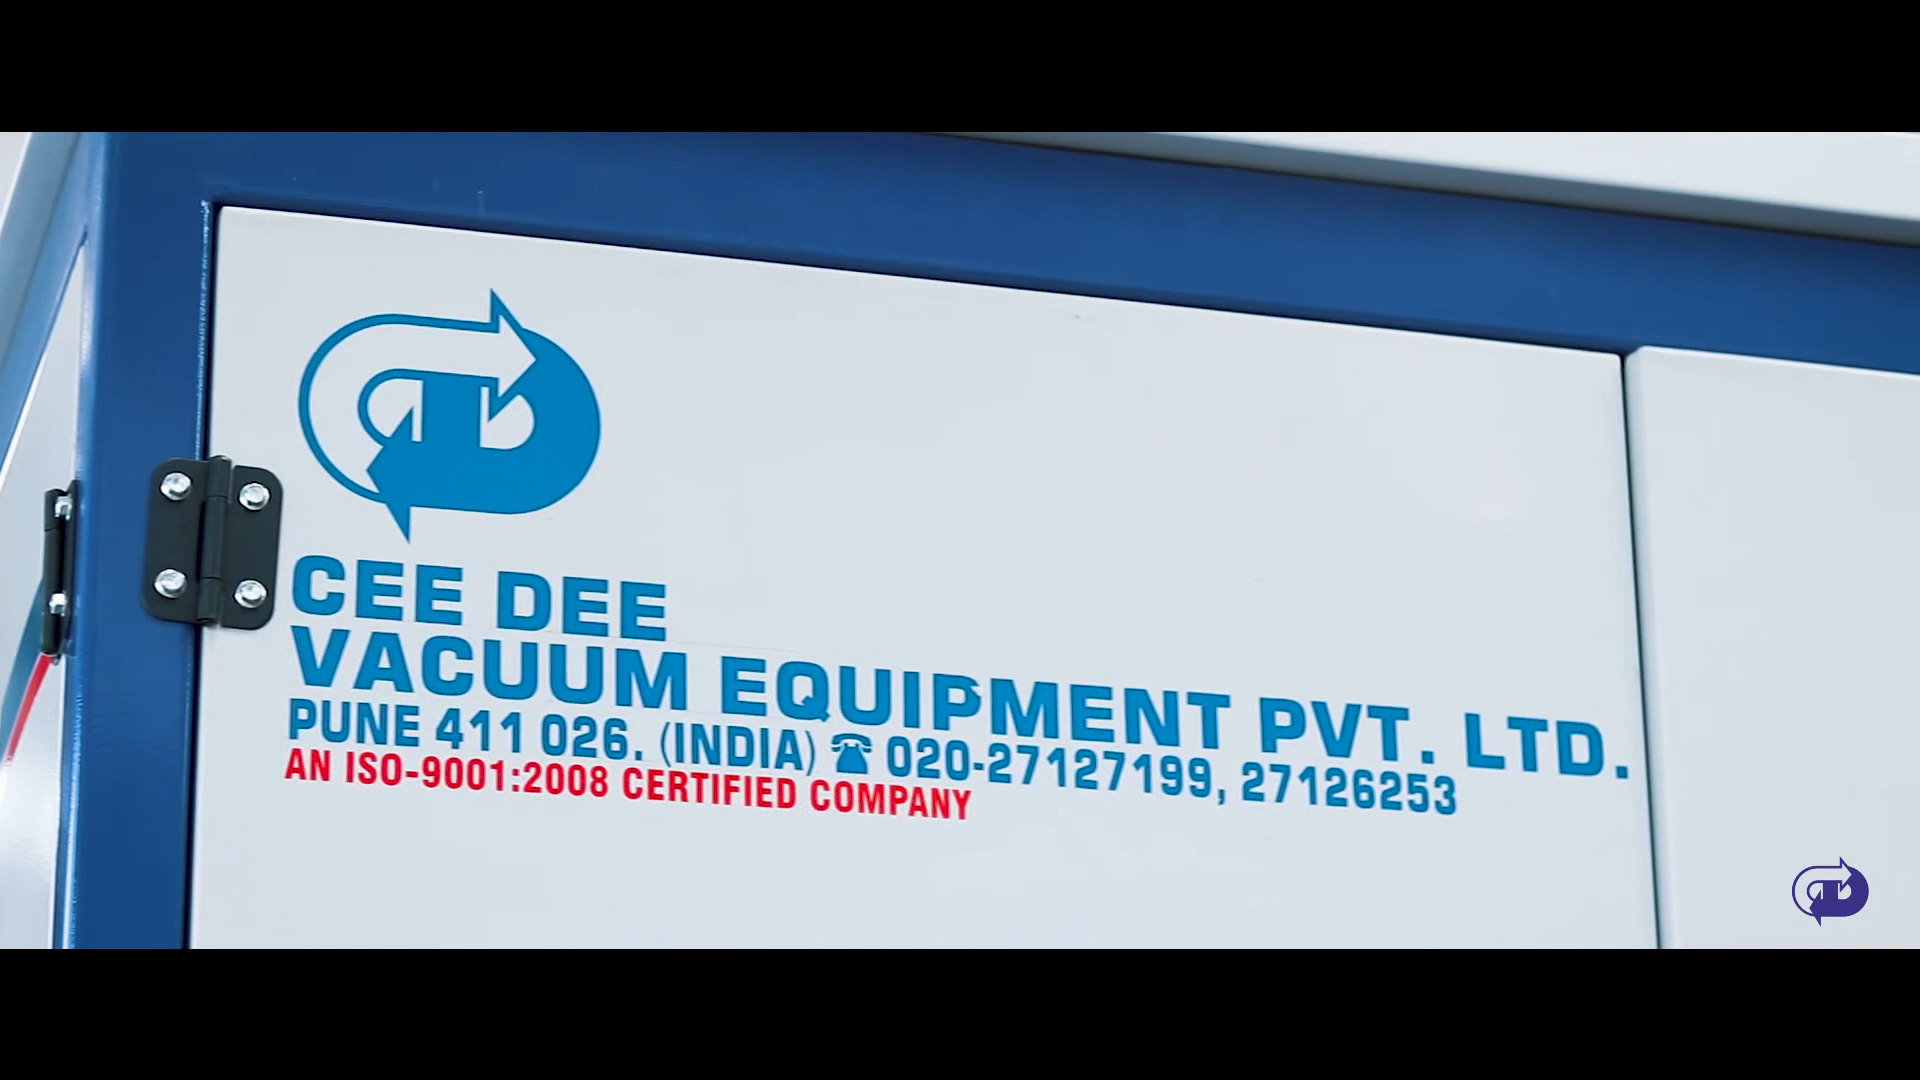 CEE DEE
VACUUM EQUIPMENT PVT. LTD.
PUNE 411 026. (INDIA) ☎ 020-27127199, 27126253
AN ISO-9001:2008 CERTIFIED COMPANY